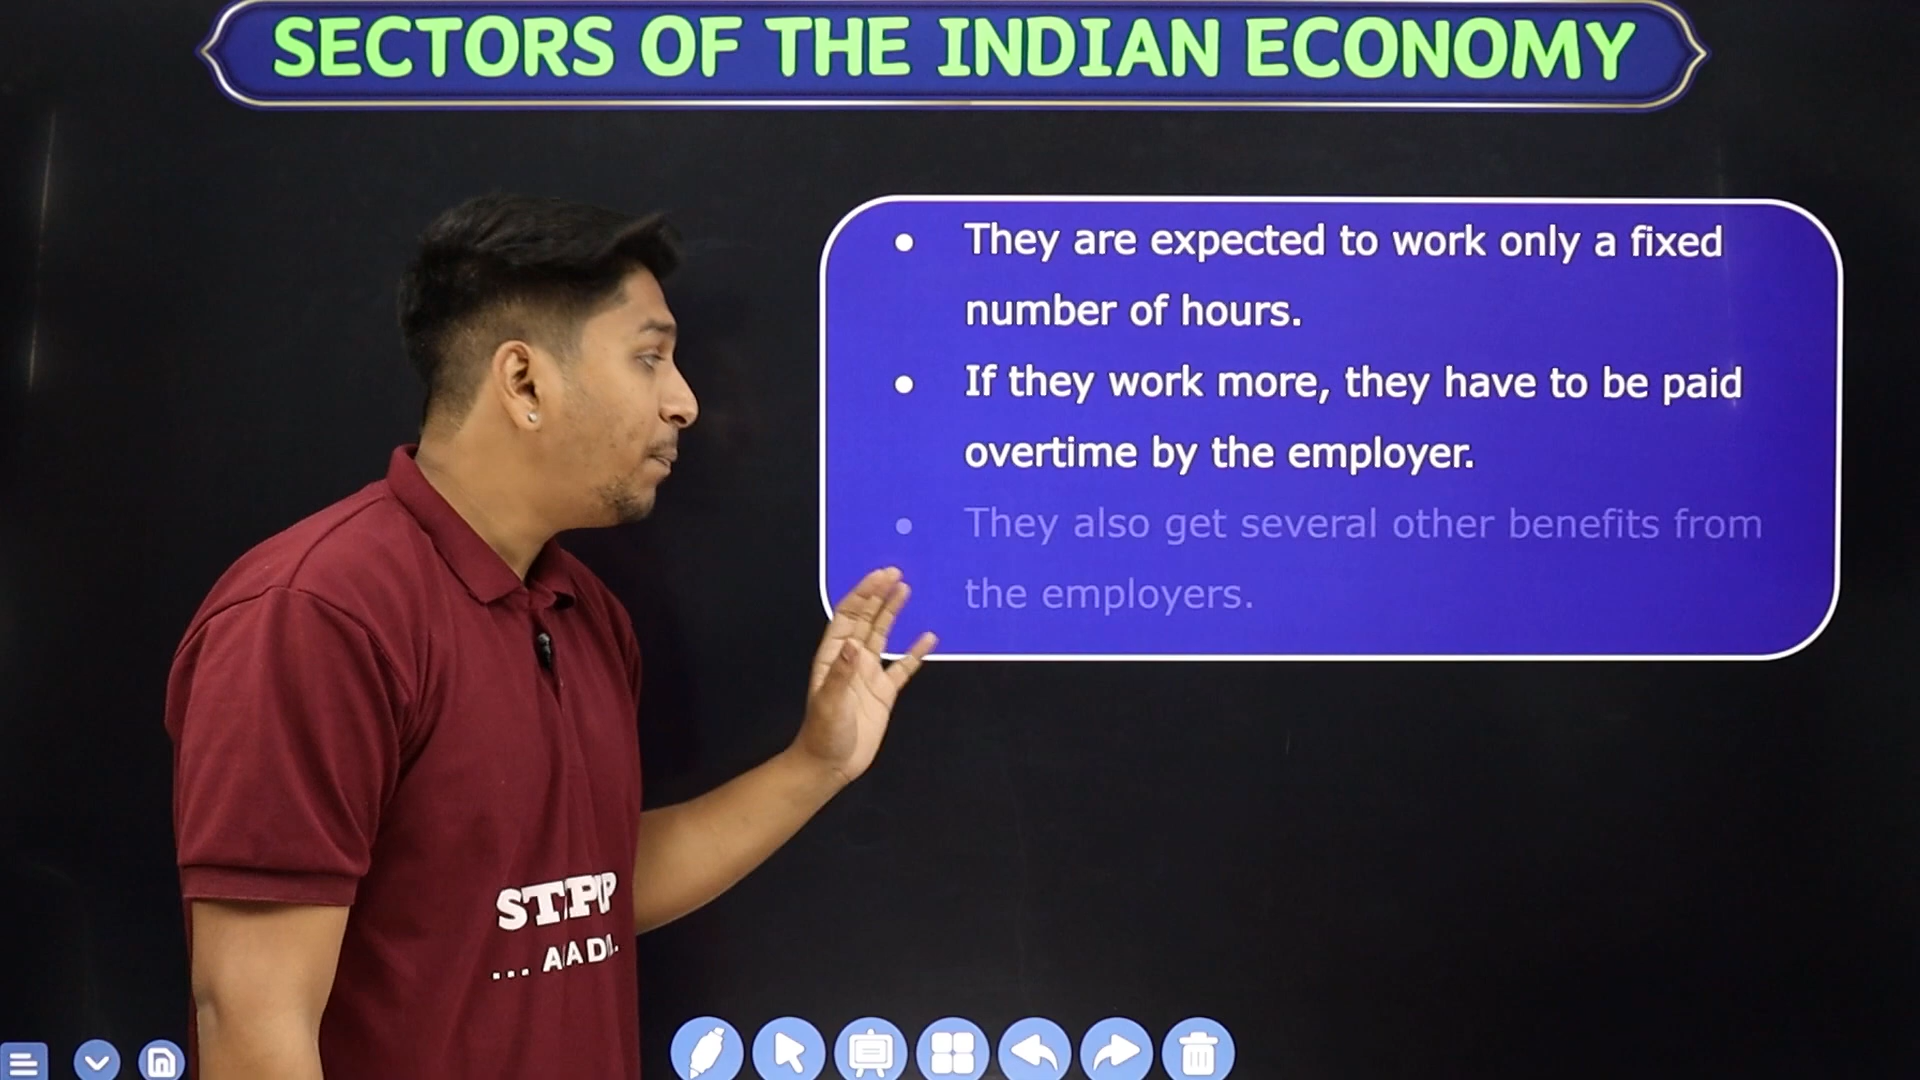 SECTORS OF THE INDIAN ECONOMY
• They are expected to work only a fixed
number of hours.
• If they work more, they have to be paid
overtime by the employer.
• They also get several other benefits from
the employers.